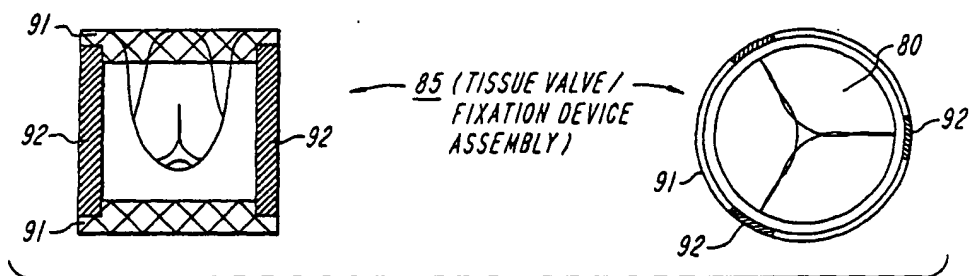 91
92
92
91
85 (TISSUE VALVE/
FIXATION DEVICE
ASSEMBLY)
80
92
91
92